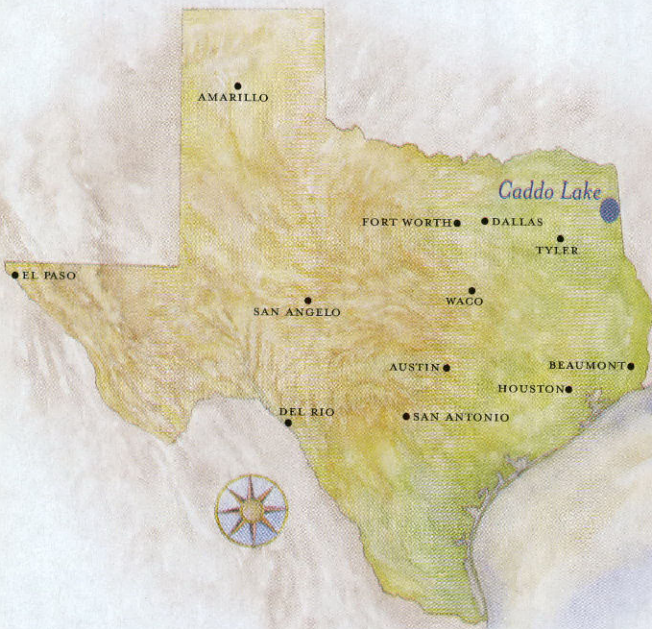 AMARILLO
Caddo Lake
FORT WORTH
DALLAS
TYLER
EL PASO
WACO
SAN ANGELO
AUSTIN
BEAUMONT
HOUSTON
DEL RIO
SAN ANTONIO